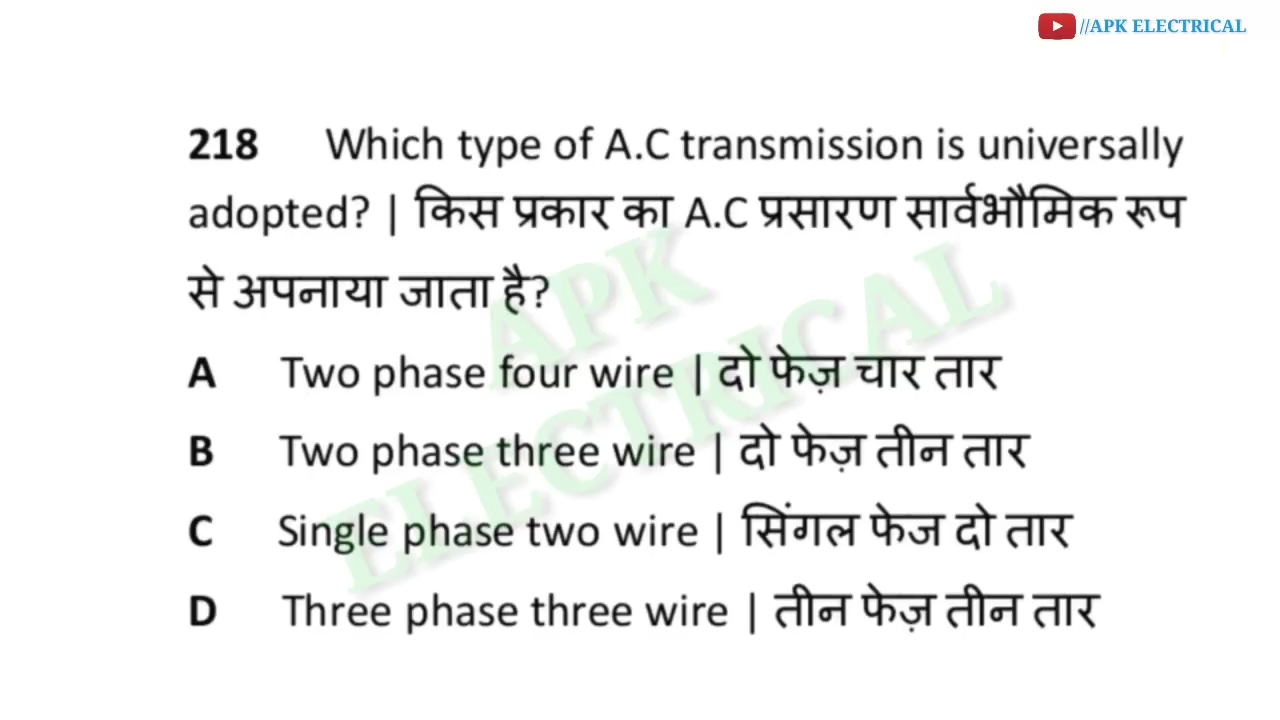 //APK ELECTRICAL
218 Which type of A.C transmission is universally
adopted? | किस प्रकार का A.C प्रसारण सार्वभौमिक रूप
से अपनाया जाता है?
A Two phase four wire | दो फेज़ चार तार
B Two phase three wire | दो फेज़ तीन तार
C Single phase two wire | सिंगल फेज दो तार
D Three phase three wire | तीन फेज़ तीन तार
APK
ELECTRICAL